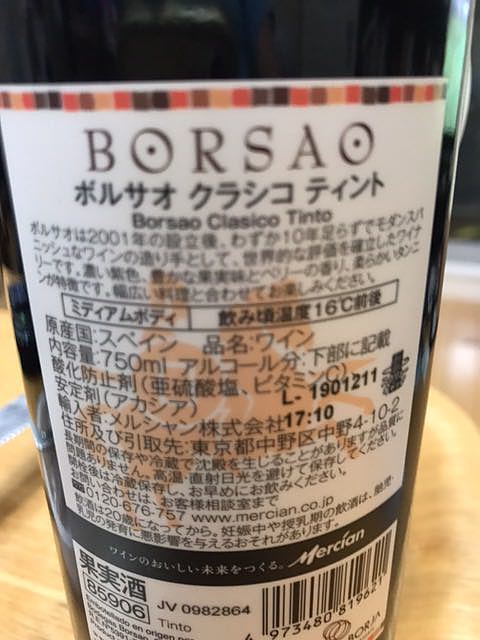 BORSAO
ボルサオ クラシコ ティント
Borsao Clasico Tinto
ボルサオは2001年の設立後、わずか10年足らずでモダンスパ
ニッシュなワインの造り手として、世界的な評価を確立したワイナ
リーです。濃い紫色、豊かな果実味とベリーの香り、柔らかいタンニ
ンが特徴です。幅広い料理と合わせてお楽しみください。
ミディアムボディ 飲み頃温度16℃前後
原産国:スペイン 品名:ワイン
内容量:750ml アルコール分:下部に記載
酸化防止剤(亜硫酸塩、ビタミンC)
安定剤(アカシア)
L- 1901211
17:10
輸入者:メルシャン株式会社
住所及び引取先:東京都中野区中野4-10-2
長期間の保存や冷蔵で沈殿を生じることがありますが品質に
問題ありません。高温・直射日光を避けて保存してください。
開栓後は冷蔵保存し、お早めにお飲みください。
お問い合わせは、お客様相談室まで
0120-676-757 www.mercian.co.jp
飲酒は20歳になってから。妊娠中や授乳期の飲酒は、胎児・
乳児の発育に悪影響を与えるおそれがあります。
ワインのおいしい未来をつくる。 Mercian
果実酒
85906
JV 0982864
Tinto
Embotellado en origen por
Bodegas Borsao
4 973480 819621
BORJA